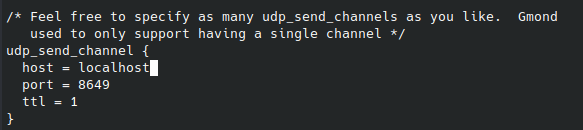 /* Feel free to specify as many udp_send_channels as you like.  Gmond
   used to only support having a single channel */
udp_send_channel {
  host = localhost
  port = 8649
  ttl = 1
}